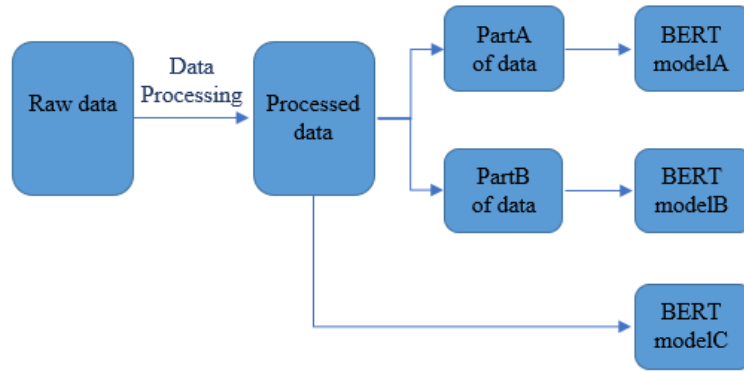 Raw data
Data
Processing
Processed
data
PartA
of data
BERT
modelA
PartB
of data
BERT
modelB
BERT
modelC